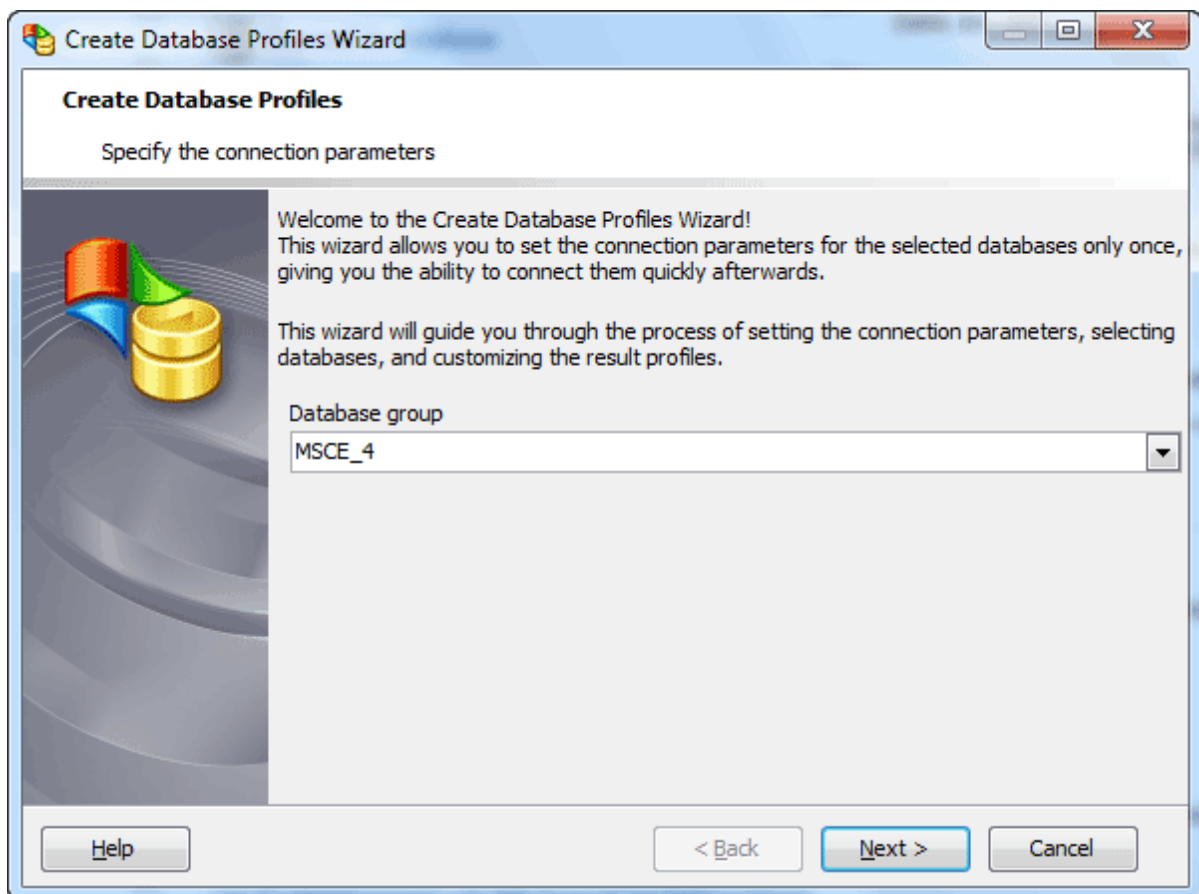 Create Database Profiles Wizard
Create Database Profiles
Specify the connection parameters
Welcome to the Create Database Profiles Wizard!
This wizard allows you to set the connection parameters for the selected databases only once,
giving you the ability to connect them quickly afterwards.
This wizard will guide you through the process of setting the connection parameters, selecting
databases, and customizing the result profiles.
Database group
MSCE_4
Help
< Back
Next >
Cancel